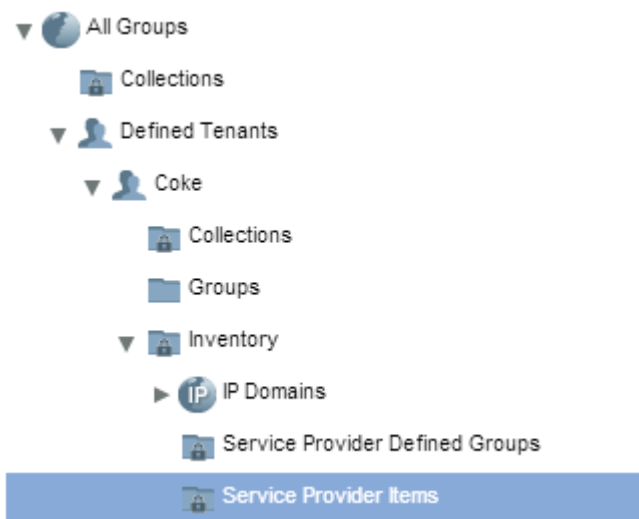 All Groups
Collections
Defined Tenants
Coke
Collections
Groups
Inventory
IP IP Domains
Service Provider Defined Groups
Service Provider Items